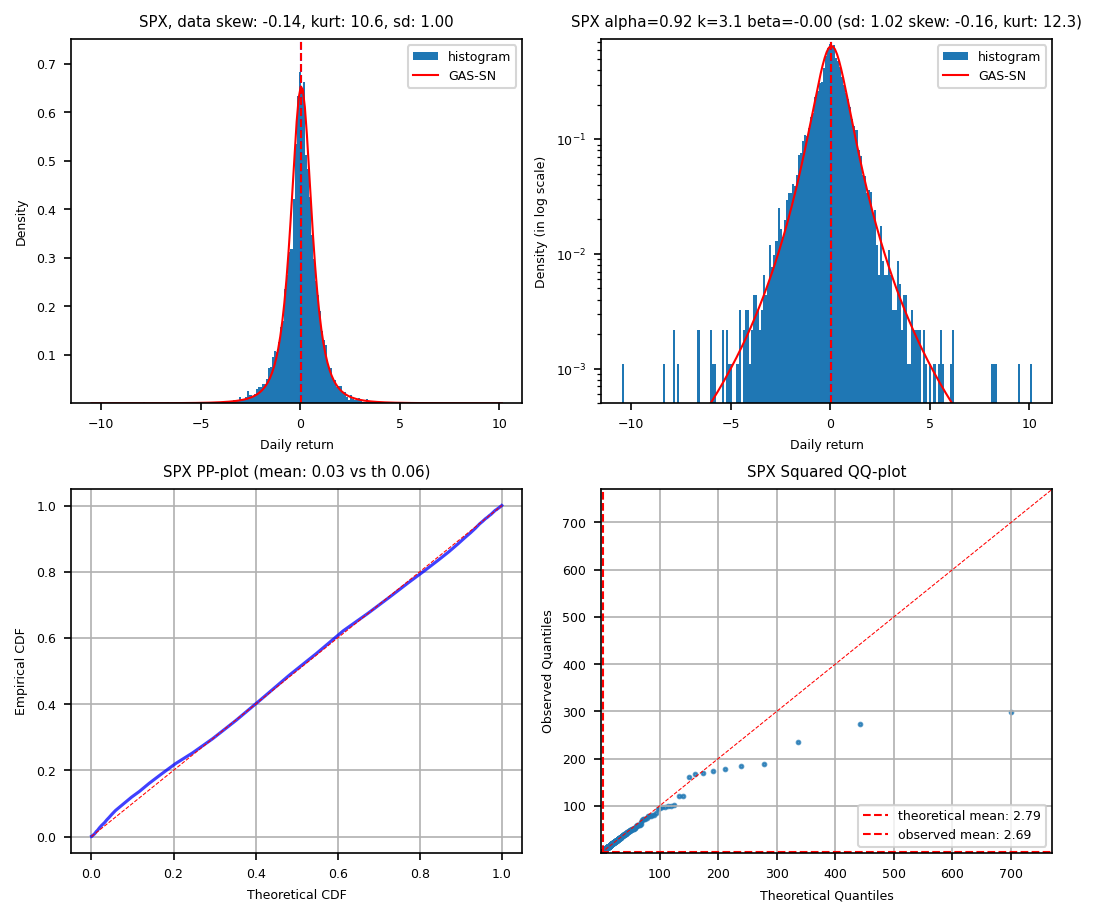 SPX, data skew: -0.14, kurt: 10.6, sd: 1.00
histogram
GAS-SN
Density
0.7
0.6
0.5
0.4
0.3
0.2
0.1
−10
−5
0
5
10
Daily return
SPX alpha=0.92 k=3.1 beta=-0.00 (sd: 1.02 skew: -0.16, kurt: 12.3)
histogram
GAS-SN
Density (in log scale)
10⁻¹
10⁻²
10⁻³
−10
−5
0
5
10
Daily return
SPX PP-plot (mean: 0.03 vs th 0.06)
Empirical CDF
1.0
0.8
0.6
0.4
0.2
0.0
0.0
0.2
0.4
0.6
0.8
1.0
Theoretical CDF
SPX Squared QQ-plot
Observed Quantiles
700
600
500
400
300
200
100
theoretical mean: 2.79
observed mean: 2.69
100
200
300
400
500
600
700
Theoretical Quantiles